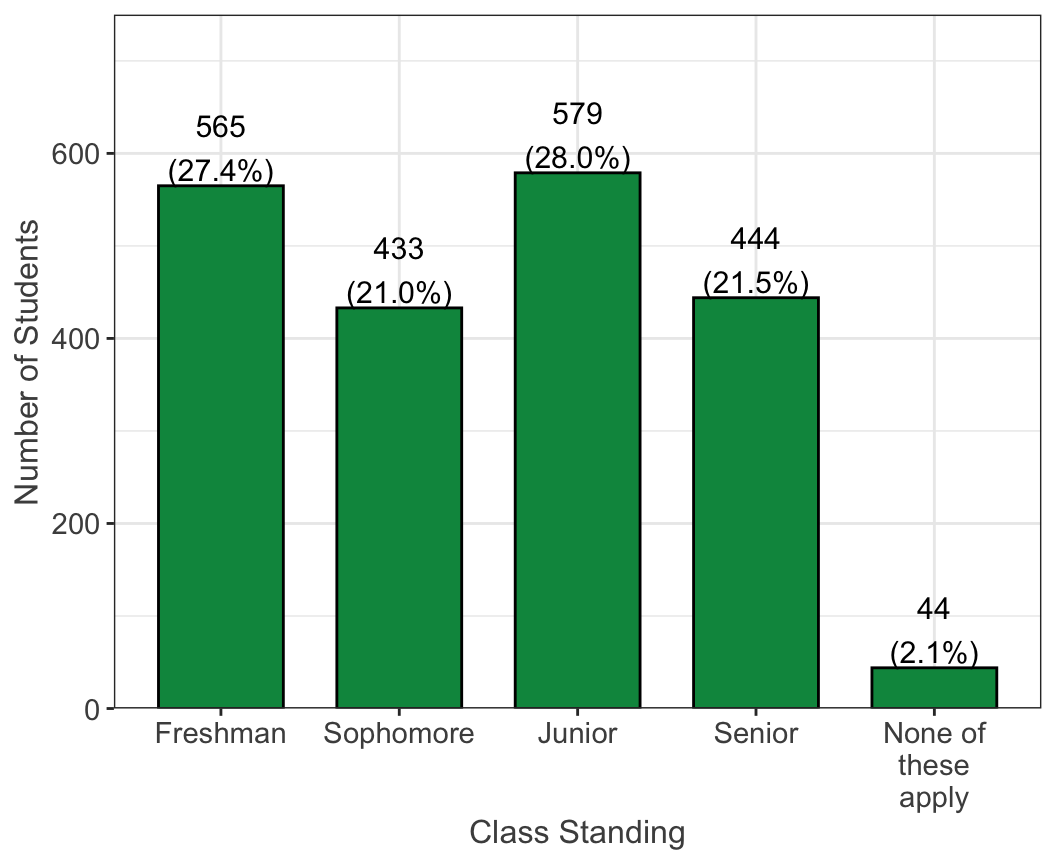 Number of Students
600
400
200
0
565
(27.4%)
433
(21.0%)
579
(28.0%)
444
(21.5%)
44
(2.1%)
Freshman
Sophomore
Junior
Senior
None of
these
apply
Class Standing